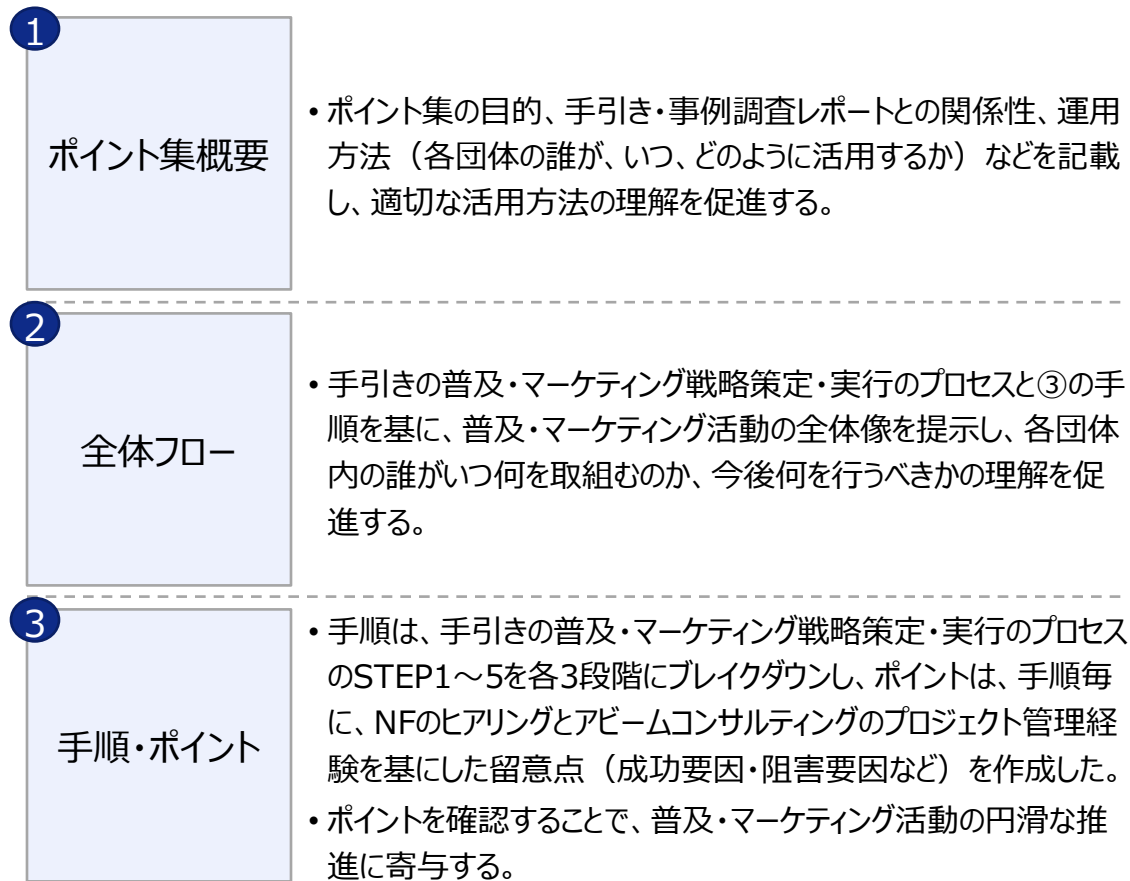 1
ポイント集概要
• ポイント集の目的、手引き・事例調査レポートとの関係性、運用
方法（各団体の誰が、いつ、どのように活用するか）などを記載
し、適切な活用方法の理解を促進する。
2
全体フロー
• 手引きの普及・マーケティング戦略策定・実行のプロセスと③の手
順を基に、普及・マーケティング活動の全体像を提示し、各団体
内の誰がいつ何を取組むのか、今後何を行うべきかの理解を促
進する。
3
手順・ポイント
• 手順は、手引きの普及・マーケティング戦略策定・実行のプロセス
のSTEP1～5を各3段階にブレイクダウンし、ポイントは、手順毎
に、NFのヒアリングとアビームコンサルティングのプロジェクト管理経
験を基にした留意点（成功要因・阻害要因など）を作成した。
• ポイントを確認することで、普及・マーケティング活動の円滑な推
進に寄与する。